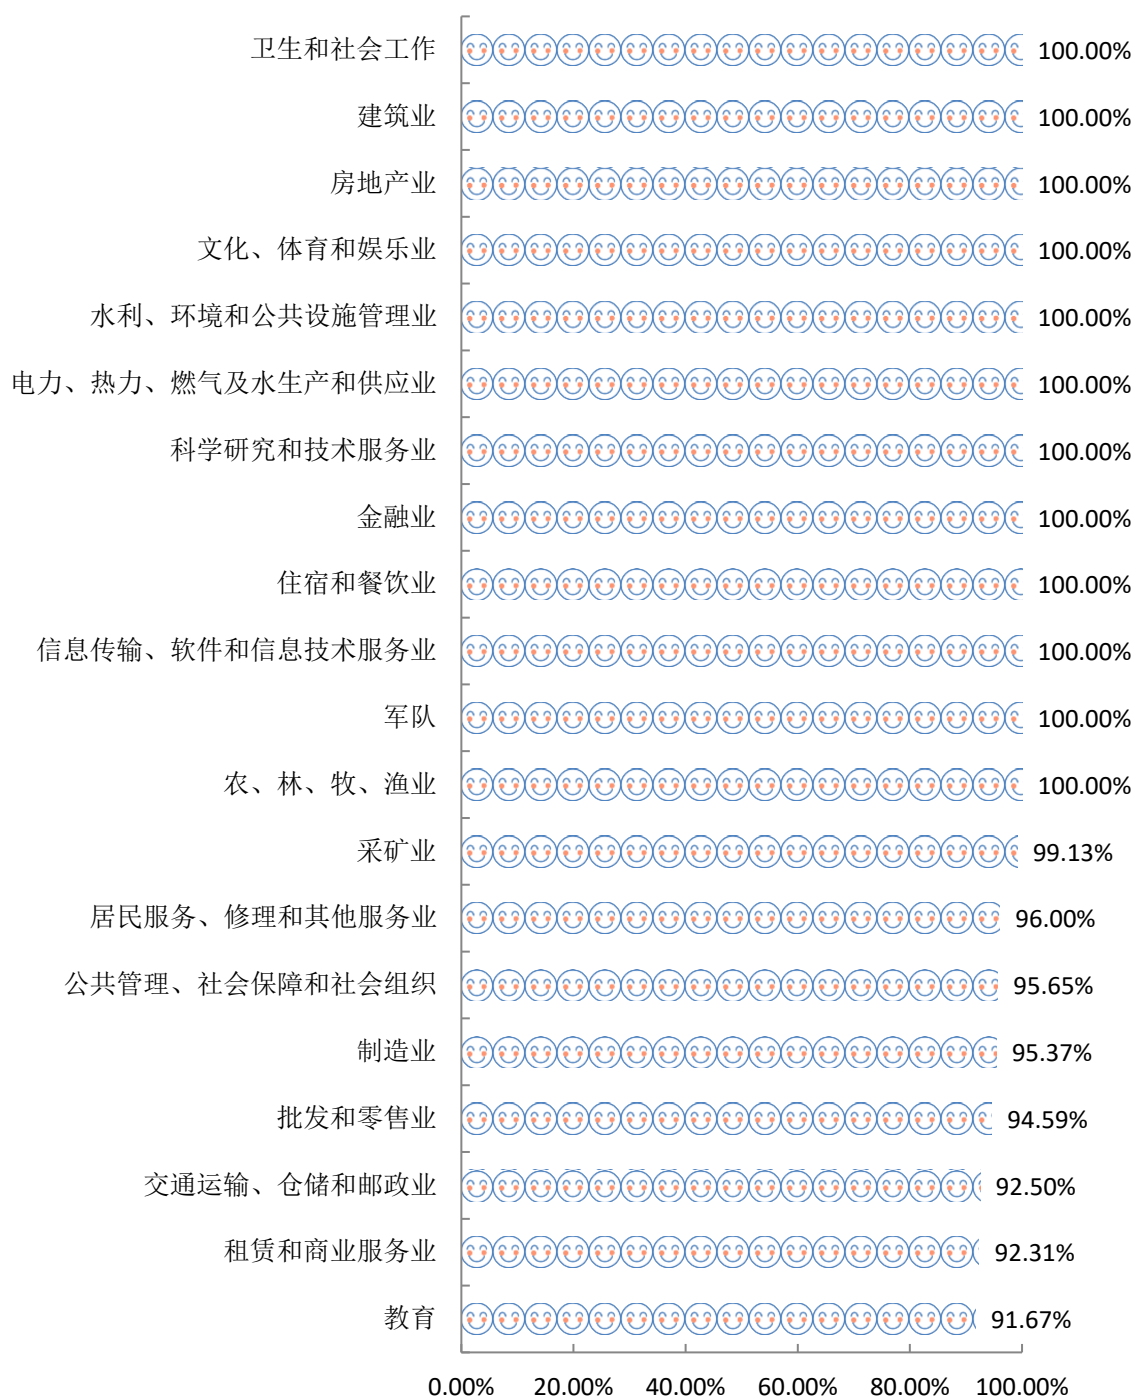 卫生和社会工作 100.00%
建筑业 100.00%
房地产业 100.00%
文化、体育和娱乐业 100.00%
水利、环境和公共设施管理业 100.00%
电力、热力、燃气及水生产和供应业 100.00%
科学研究和技术服务业 100.00%
金融业 100.00%
住宿和餐饮业 100.00%
信息传输、软件和信息技术服务业 100.00%
军队 100.00%
农、林、牧、渔业 100.00%
采矿业 99.13%
居民服务、修理和其他服务业 96.00%
公共管理、社会保障和社会组织 95.65%
制造业 95.37%
批发和零售业 94.59%
交通运输、仓储和邮政业 92.50%
租赁和商业服务业 92.31%
教育 91.67%
0.00% 20.00% 40.00% 60.00% 80.00% 100.00%